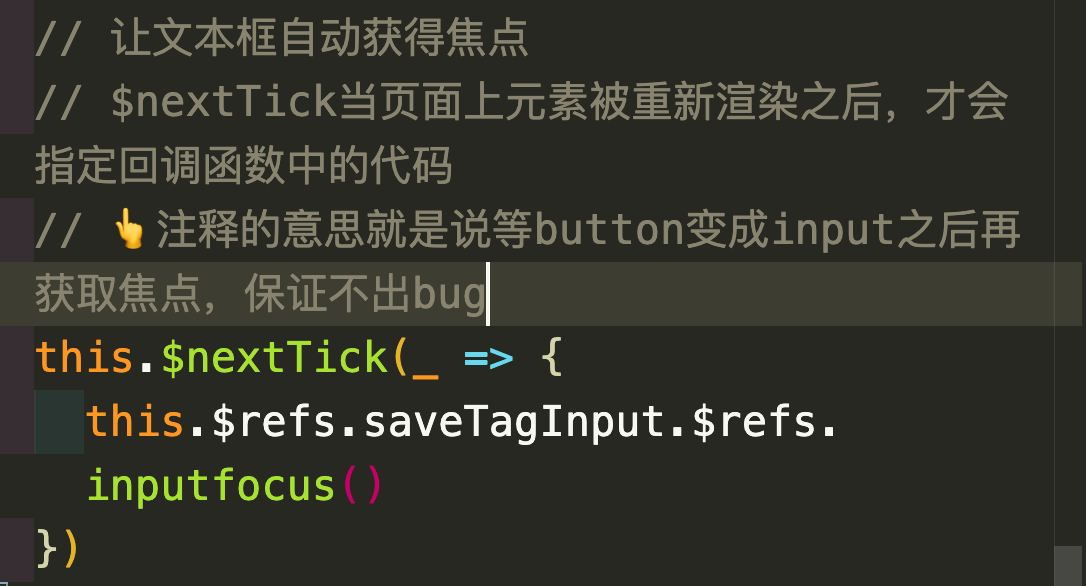 // 让文本框自动获得焦点
// $nextTick当页面上元素被重新渲染之后，才会
指定回调函数中的代码
// 👆注释的意思就是说等button变成input之后再
获取焦点，保证不出bug
this.$nextTick(_ => {
this.$refs.saveTagInput.$refs.
inputfocus()
})